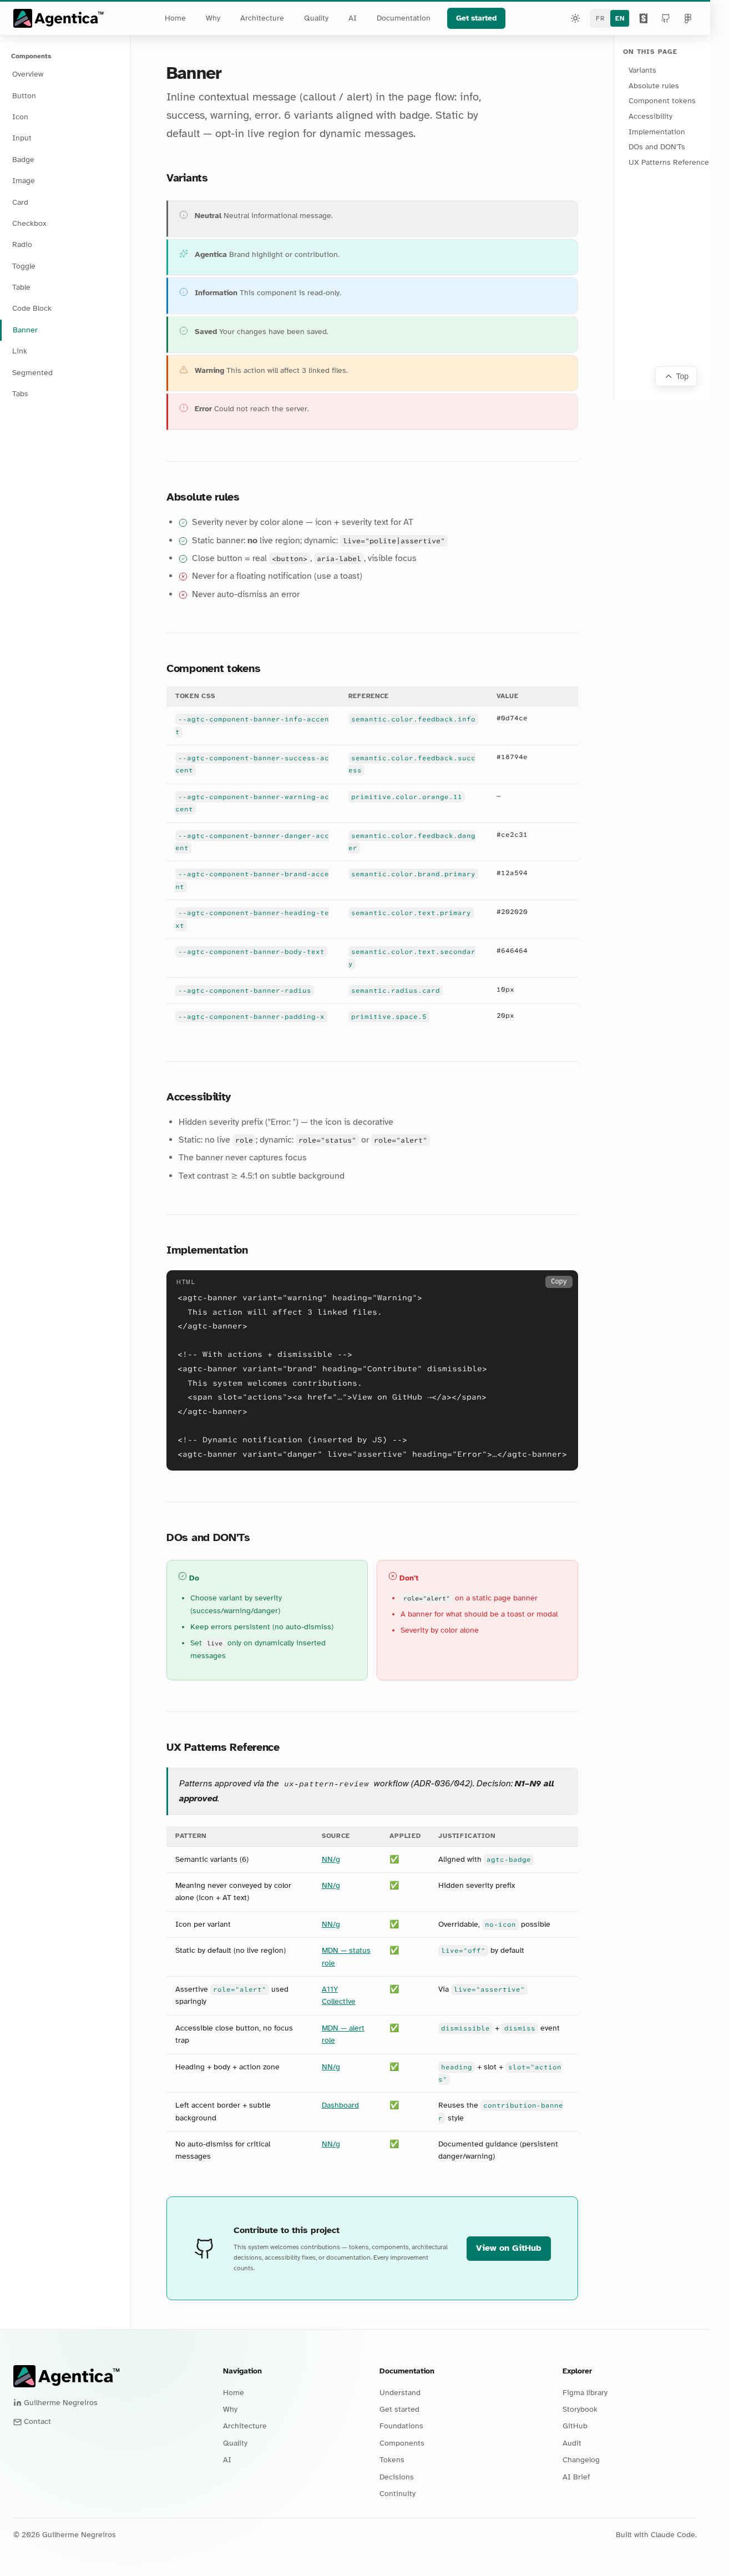 Agentica™
Home
Why
Architecture
Quality
AI
Documentation
Get started
FR
EN
Components
Overview
Button
Icon
Input
Badge
Image
Card
Checkbox
Radio
Toggle
Table
Code Block
Banner
Link
Segmented
Tabs
ON THIS PAGE
Variants
Absolute rules
Component tokens
Accessibility
Implementation
DOs and DON'Ts
UX Patterns Reference
Top
Banner
Inline contextual message (callout / alert) in the page flow: info,
success, warning, error. 6 variants aligned with badge. Static by
default — opt-in live region for dynamic messages.
Variants
Neutral Neutral informational message.
Agentica Brand highlight or contribution.
Information This component is read-only.
Saved Your changes have been saved.
Warning This action will affect 3 linked files.
Error Could not reach the server.
Absolute rules
Severity never by color alone — icon + severity text for AT
Static banner: no live region; dynamic: live="polite|assertive"
Close button = real <button>, aria-label, visible focus
Never for a floating notification (use a toast)
Never auto-dismiss an error
Component tokens
TOKEN CSS REFERENCE VALUE
--agtc-component-banner-info-accen semantic.color.feedback.info #0d74ce
t
--agtc-component-banner-success-ac semantic.color.feedback.succ #18794e
cent ess
--agtc-component-banner-warning-ac primitive.color.orange.11 —
cent
--agtc-component-banner-danger-acc semantic.color.feedback.dang #ce2c31
ent er
--agtc-component-banner-brand-acce semantic.color.brand.primary #12a594
nt
--agtc-component-banner-heading-te semantic.color.text.primary #202020
xt
--agtc-component-banner-body-text semantic.color.text.secondar #646464
y
--agtc-component-banner-radius semantic.radius.card 10px
--agtc-component-banner-padding-x primitive.space.5 20px
Accessibility
Hidden severity prefix ("Error: ") — the icon is decorative
Static: no live role; dynamic: role="status" or role="alert"
The banner never captures focus
Text contrast ≥ 4.5:1 on subtle background
Implementation
HTML
Copy
<agtc-banner variant="warning" heading="Warning">
This action will affect 3 linked files.
</agtc-banner>
<!-- With actions + dismissible -->
<agtc-banner variant="brand" heading="Contribute" dismissible>
This system welcomes contributions.
<span slot="actions"><a href="…">View on GitHub →</a></span>
</agtc-banner>
<!-- Dynamic notification (inserted by JS) -->
<agtc-banner variant="danger" live="assertive" heading="Error">…</agtc-banner>
DOs and DON'Ts
Do
Choose variant by severity
(success/warning/danger)
Keep errors persistent (no auto-dismiss)
Set live only on dynamically inserted
messages
Don't
role="alert" on a static page banner
A banner for what should be a toast or modal
Severity by color alone
UX Patterns Reference
Patterns approved via the ux-pattern-review workflow (ADR-036/042). Decision: N1–N9 all
approved.
PATTERN SOURCE APPLIED JUSTIFICATION
Semantic variants (6) NN/g ✅ Aligned with agtc-badge
Meaning never conveyed by color NN/g ✅ Hidden severity prefix
alone (icon + AT text)
Icon per variant NN/g ✅ Overridable, no-icon possible
Static by default (no live region) MDN — status ✅ live="off" by default
role
Assertive role="alert" used A11Y ✅ Via live="assertive"
sparingly Collective
Accessible close button, no focus MDN — alert ✅ dismissible + dismiss event
trap role
Heading + body + action zone NN/g ✅ heading + slot + slot="action
s"
Left accent border + subtle Dashboard ✅ Reuses the contribution-banne
background r style
No auto-dismiss for critical NN/g ✅ Documented guidance (persistent
messages danger/warning)
Contribute to this project
This system welcomes contributions — tokens, components, architectural
decisions, accessibility fixes, or documentation. Every improvement
counts.
View on GitHub
Agentica™
Guilherme Negreiros
Contact
Navigation
Home
Why
Architecture
Quality
AI
Documentation
Understand
Get started
Foundations
Components
Tokens
Decisions
Continuity
Explorer
Figma library
Storybook
GitHub
Audit
Changelog
AI Brief
© 2026 Guilherme Negreiros
Built with Claude Code.